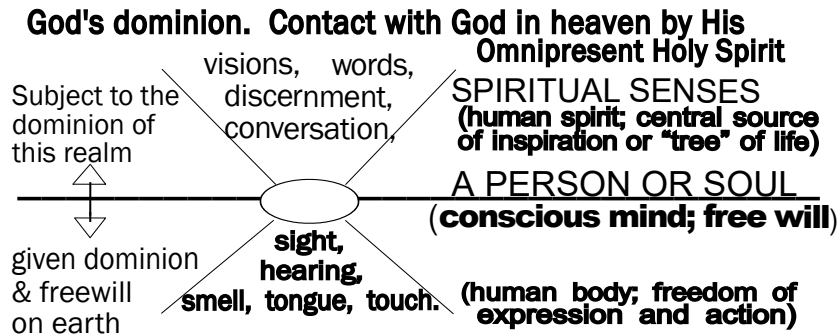 God's dominion. Contact with God in heaven by His
Omnipresent Holy Spirit
visions, words,
discernment,
conversation,
SPIRITUAL SENSES
(human spirit; central source
of inspiration or “tree” of life)
Subject to the
dominion of
this realm
A PERSON OR SOUL
(conscious mind; free will)
given dominion
& freewill
on earth
sight,
hearing,
smell, tongue, touch.
(human body; freedom of
expression and action)